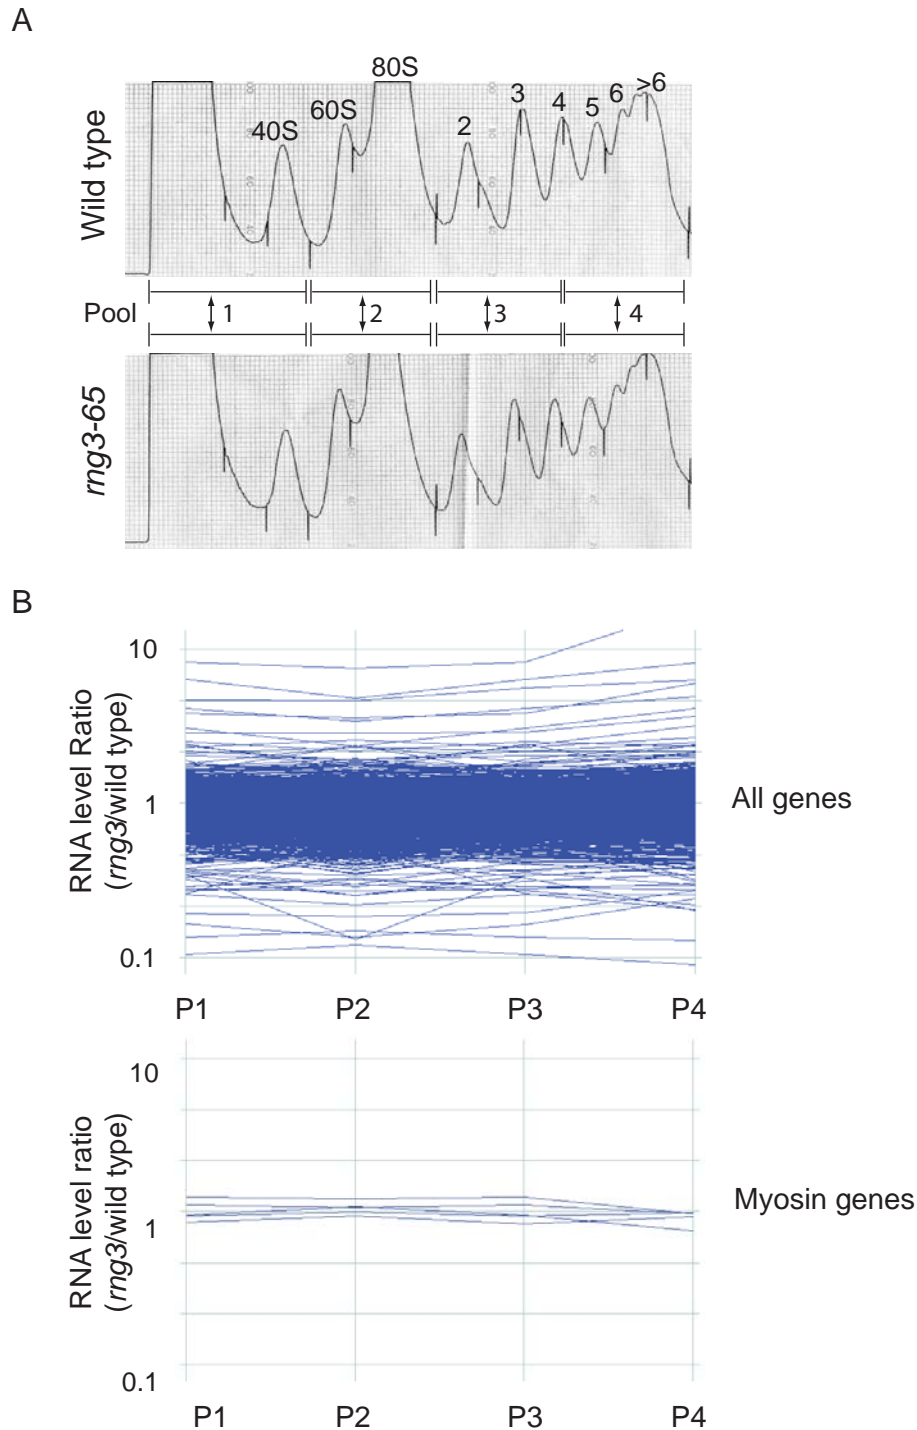 A
80S
60S
40S
2
3
4
5
6
>6
Wild type
Pool
1
2
3
4
rng3-65
B
RNA level Ratio
(rng3/wild type)
10
1
0.1
All genes
P1
P2
P3
P4
RNA level ratio
(rng3/wild type)
10
1
0.1
Myosin genes
P1
P2
P3
P4